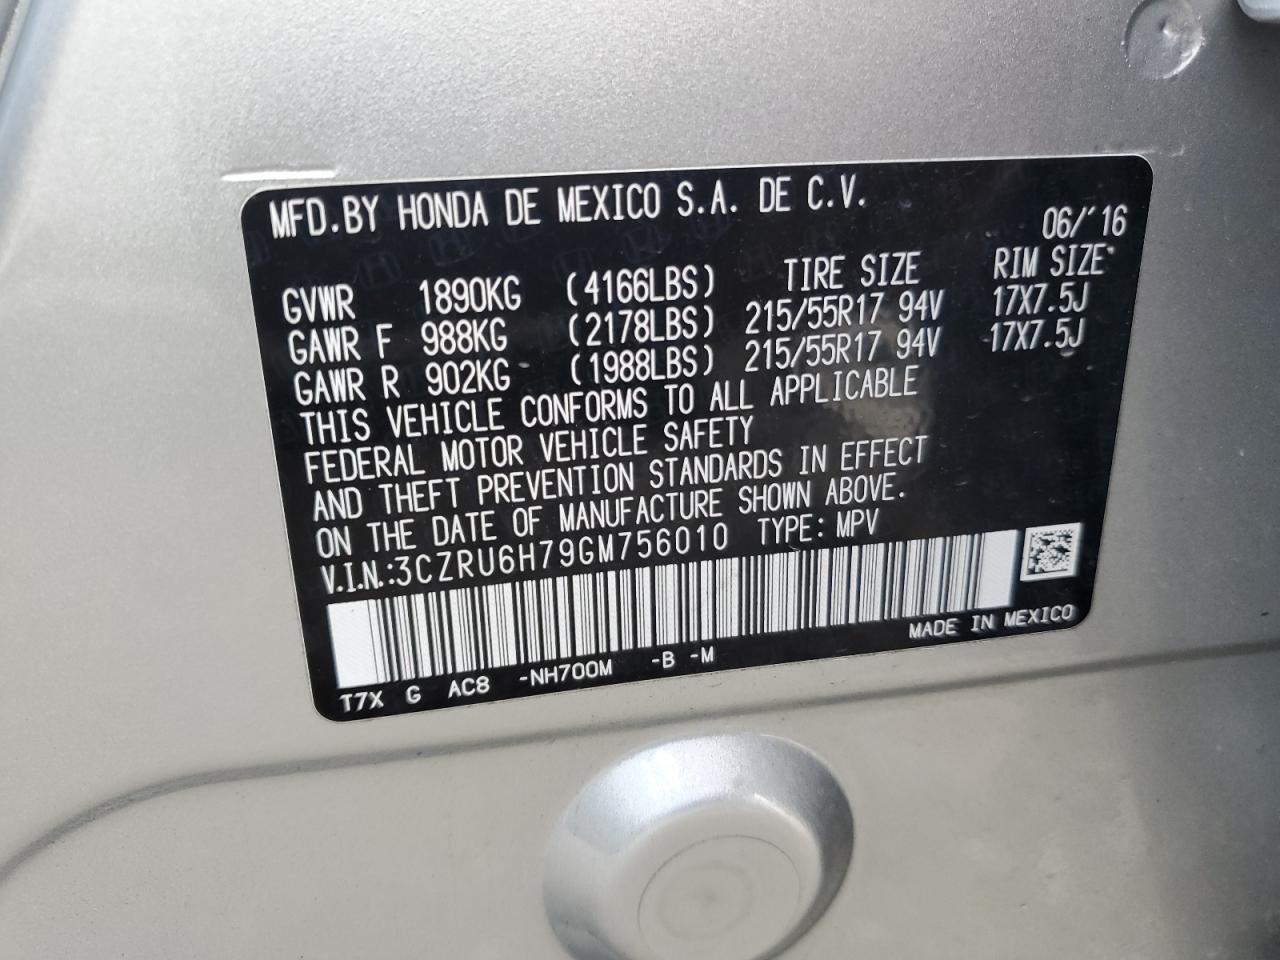 MFD.BY HONDA DE MEXICO S.A. DE C.V.
06/'16
GVWR 1890KG (4166LBS) TIRE SIZE RIM SIZE
GAWR F 988KG (2178LBS) 215/55R17 94V 17X7.5J
GAWR R 902KG (1988LBS) 215/55R17 94V 17X7.5J
THIS VEHICLE CONFORMS TO ALL APPLICABLE
FEDERAL MOTOR VEHICLE SAFETY
AND THEFT PREVENTION STANDARDS IN EFFECT
ON THE DATE OF MANUFACTURE SHOWN ABOVE.
V.I.N.:3CZRU6H79GM756010 TYPE: MPV
MADE IN MEXICO
T7X G AC8 -NH700M -B -M